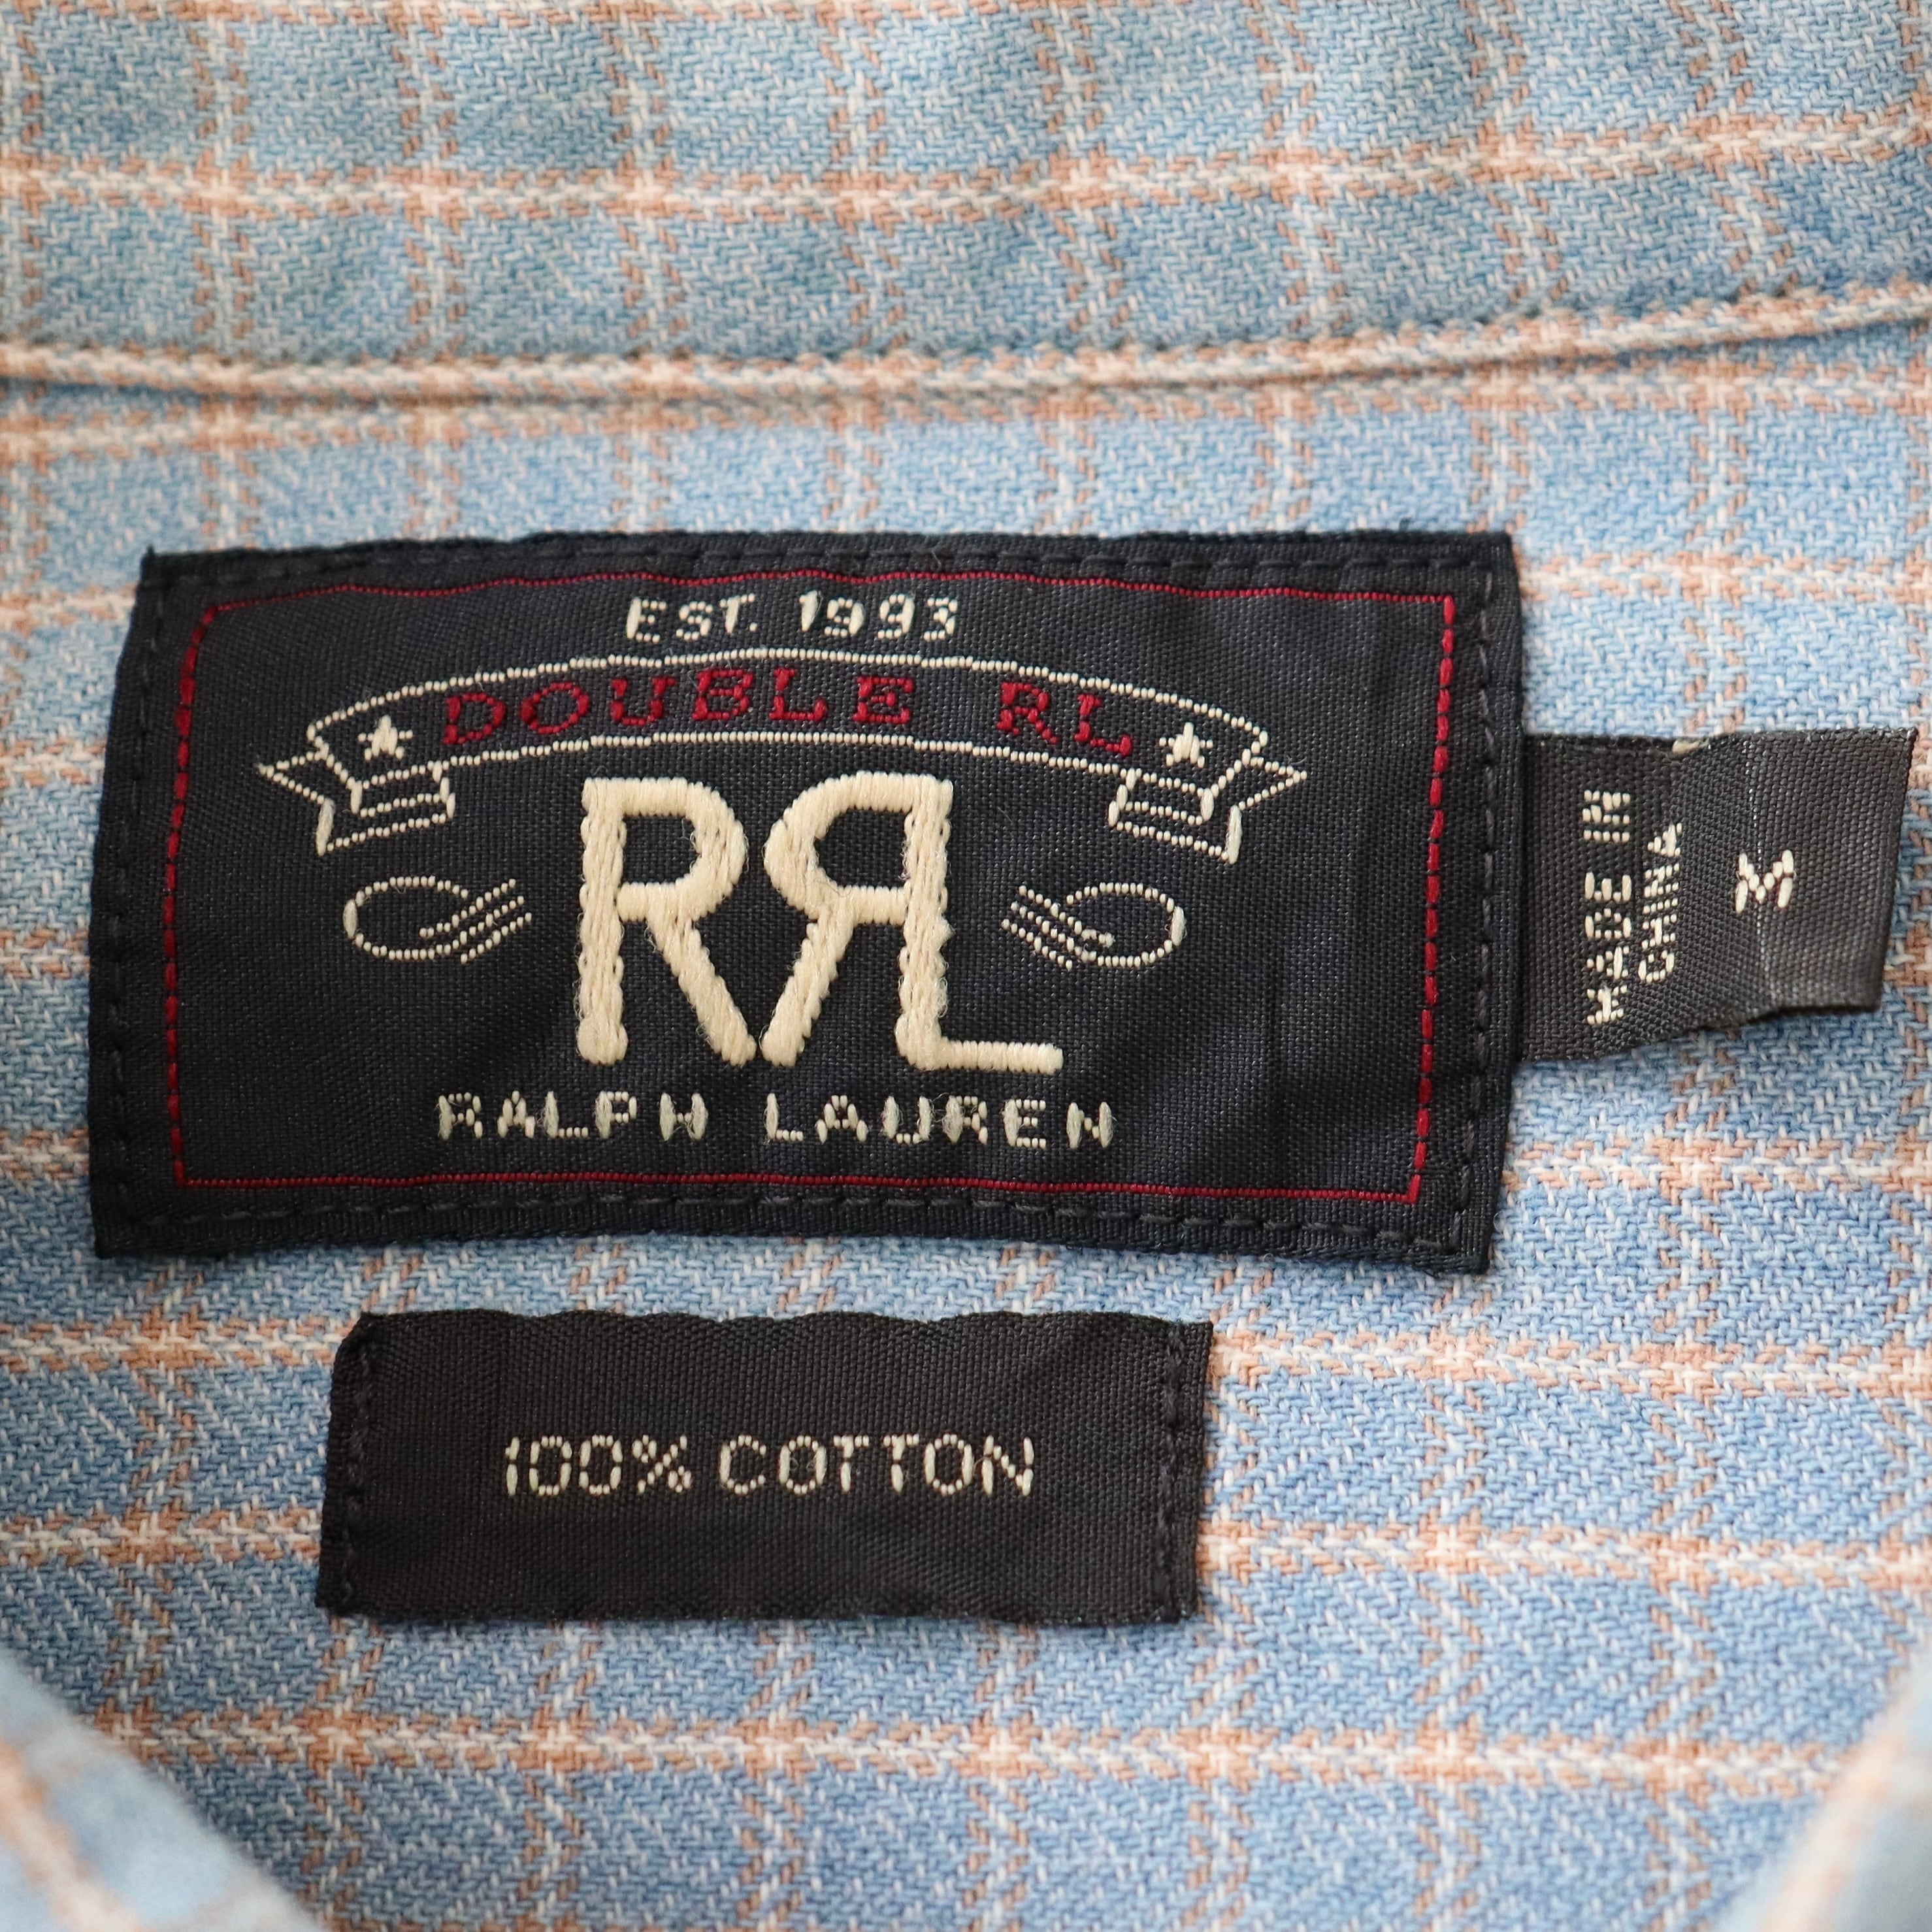 EST. 1993
DOUBLE RL
RRL
RALPH LAUREN
MADE IN
CHINA
M
100% COTTON